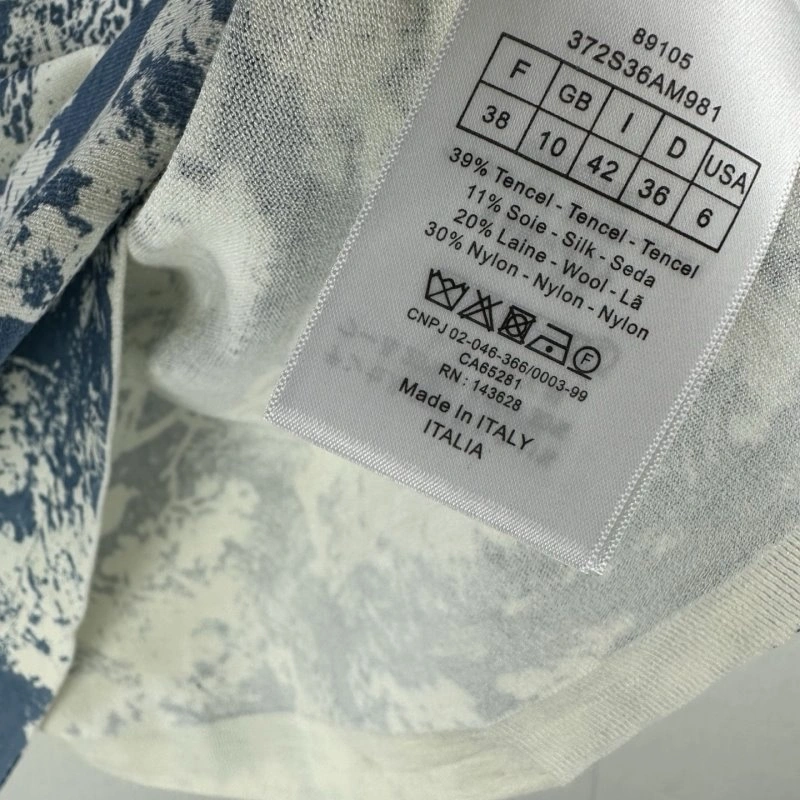 89105
372S36AM981
F GB I D USA
38 10 42 36 6
39% Tencel - Tencel - Tencel
11% Soie - Silk - Seda
20% Laine - Wool - Lã
30% Nylon - Nylon - Nylon
F
CNPJ 02-046-366/0003-99
CA65281
RN : 143628
Made In ITALY
ITALIA